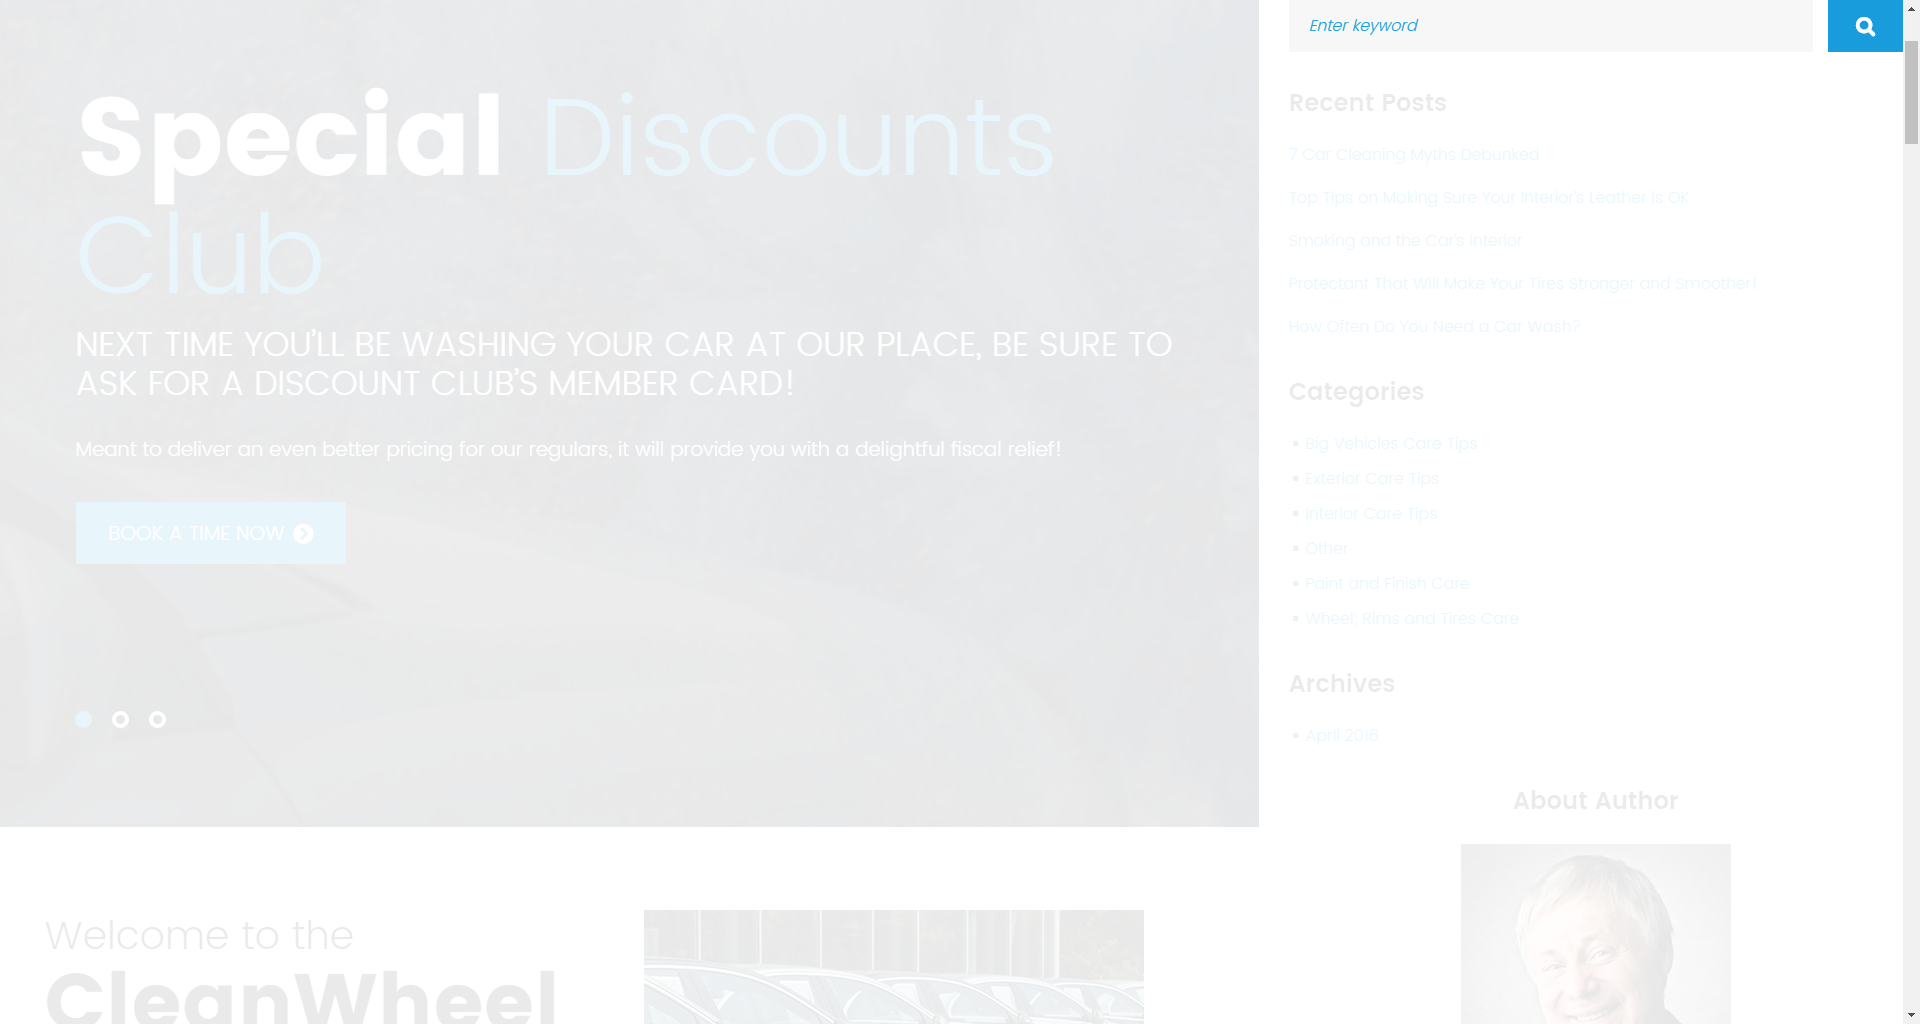 Enter keyword
Special Discounts
Club
NEXT TIME YOU’LL BE WASHING YOUR CAR AT OUR PLACE, BE SURE TO
ASK FOR A DISCOUNT CLUB’S MEMBER CARD!
Meant to deliver an even better pricing for our regulars, it will provide you with a delightful fiscal relief!
BOOK A TIME NOW
Welcome to the
CleanWheel
Recent Posts
7 Car Cleaning Myths Debunked
Top Tips on Making Sure Your Interior’s Leather Is OK
Smoking and the Car’s Interior
Protectant That Will Make Your Tires Stronger and Smoother!
How Often Do You Need a Car Wash?
Categories
Big Vehicles Care Tips
Exterior Care Tips
Interior Care Tips
Other
Paint and Finish Care
Wheel; Rims and Tires Care
Archives
April 2016
About Author